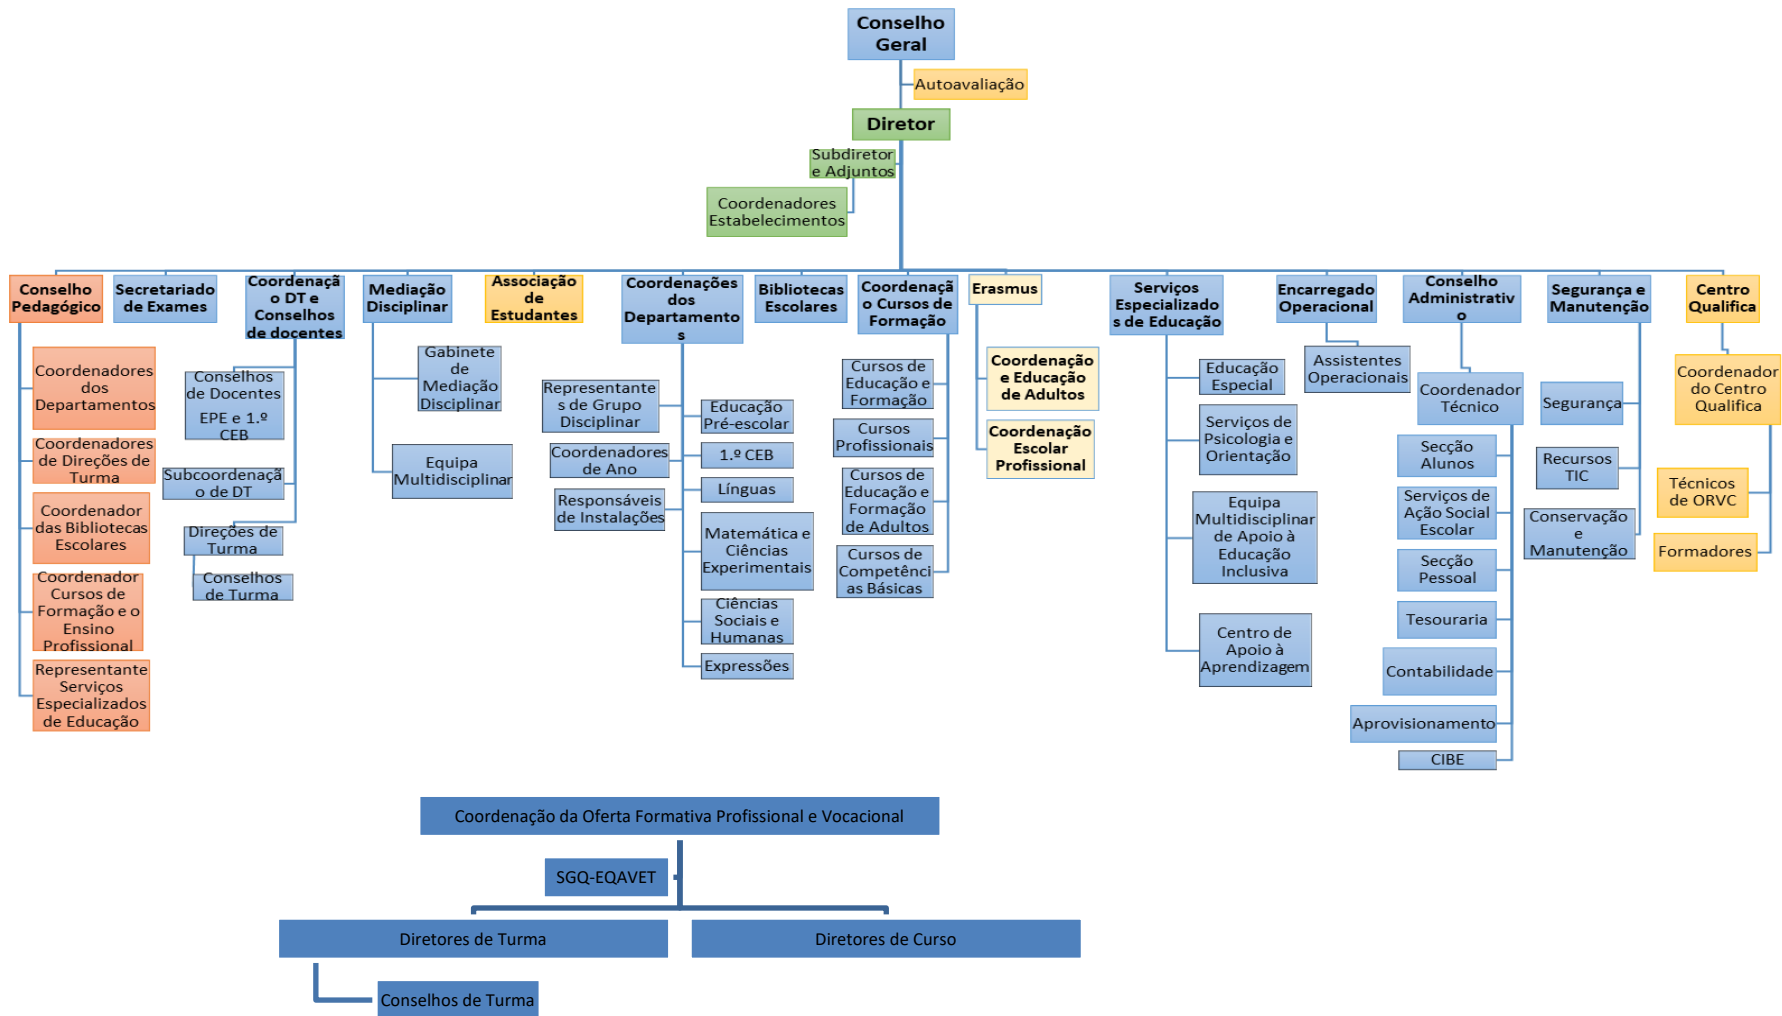 Conselho
Geral
Autoavaliação
Diretor
Subdiretor
e Adjuntos
Coordenadores
Estabelecimentos
Conselho
Pedagógico
Coordenadores
dos
Departamentos
Coordenadores
de Direções de
Turma
Coordenador
das Bibliotecas
Escolares
Coordenador
Cursos de
Formação e o
Ensino
Profissional
Representante
Serviços
Especializados
de Educação
Secretariado
de Exames
Coordenaçã
o DT e
Conselhos
de docentes
Conselhos
de Docentes
EPE e 1.º
CEB
Subcoordenaçã
o de DT
Direções de
Turma
Conselhos
de Turma
Mediação
Disciplinar
Gabinete
de
Mediação
Disciplinar
Equipa
Multidisciplinar
Associação
de
Estudantes
Coordenações
dos
Departamento
s
Representante
s de Grupo
Disciplinar
Coordenadores
de Ano
Responsáveis
de Instalações
Educação
Pré-escolar
1.º CEB
Línguas
Matemática e
Ciências
Experimentais
Ciências
Sociais e
Humanas
Expressões
Bibliotecas
Escolares
Coordenaçã
o Cursos de
Formação
Cursos de
Educação e
Formação
Cursos
Profissionais
Cursos de
Educação e
Formação
de Adultos
Cursos de
Competênci
as Básicas
Erasmus
Coordenação
e Educação
de Adultos
Coordenação
Escolar
Profissional
Serviços
Especializado
s de Educação
Educação
Especial
Serviços de
Psicologia e
Orientação
Equipa
Multidisciplinar
de Apoio à
Educação
Inclusiva
Centro de
Apoio à
Aprendizagem
Encarregado
Operacional
Assistentes
Operacionais
Conselho
Administrativ
o
Coordenador
Técnico
Secção
Alunos
Serviços de
Ação Social
Escolar
Secção
Pessoal
Tesouraria
Contabilidade
Aprovisionamento
CIBE
Segurança e
Manutenção
Segurança
Recursos
TIC
Conservação
e
Manutenção
Centro
Qualifica
Coordenador
do Centro
Qualifica
Técnicos
de ORVC
Formadores
Coordenação da Oferta Formativa Profissional e Vocacional
SGQ-EQAVET
Diretores de Turma
Diretores de Curso
Conselhos de Turma